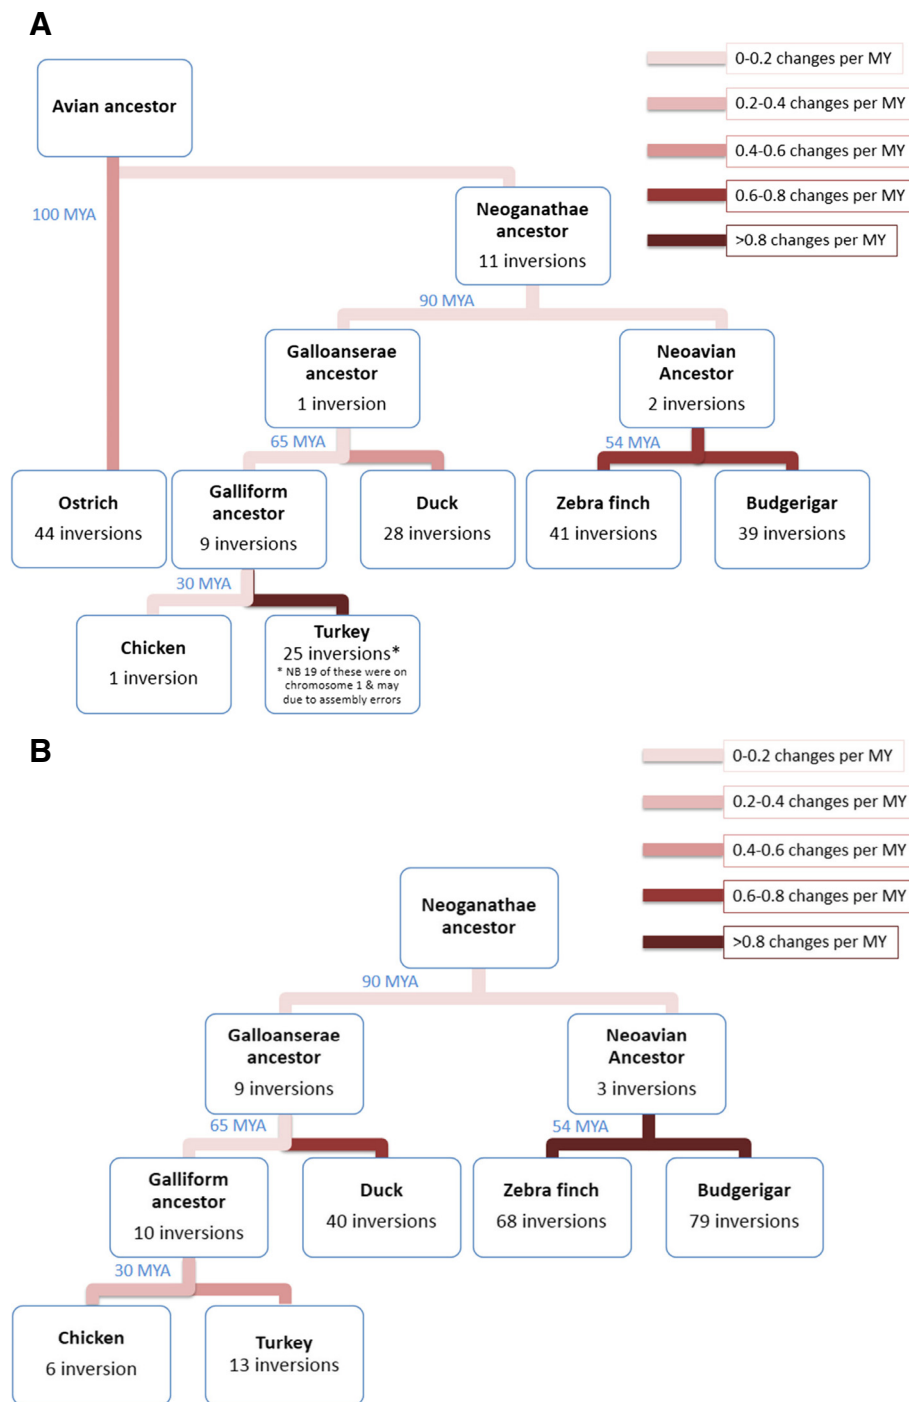 A
Avian ancestor
0-0.2 changes per MY
0.2-0.4 changes per MY
0.4-0.6 changes per MY
0.6-0.8 changes per MY
>0.8 changes per MY
100 MYA
Neoganathae
ancestor
11 inversions
90 MYA
Galloanserae
ancestor
1 inversion
Neoavian
Ancestor
2 inversions
65 MYA
54 MYA
Ostrich
44 inversions
Galliform
ancestor
9 inversions
Duck
28 inversions
Zebra finch
41 inversions
Budgerigar
39 inversions
30 MYA
Chicken
1 inversion
Turkey
25 inversions*
* NB 19 of these were on
chromosome 1 & may
due to assembly errors
B
0-0.2 changes per MY
0.2-0.4 changes per MY
0.4-0.6 changes per MY
0.6-0.8 changes per MY
>0.8 changes per MY
Neoganathae
ancestor
90 MYA
Galloanserae
ancestor
9 inversions
Neoavian
Ancestor
3 inversions
65 MYA
54 MYA
Galliform
ancestor
10 inversions
Duck
40 inversions
Zebra finch
68 inversions
Budgerigar
79 inversions
30 MYA
Chicken
6 inversion
Turkey
13 inversions